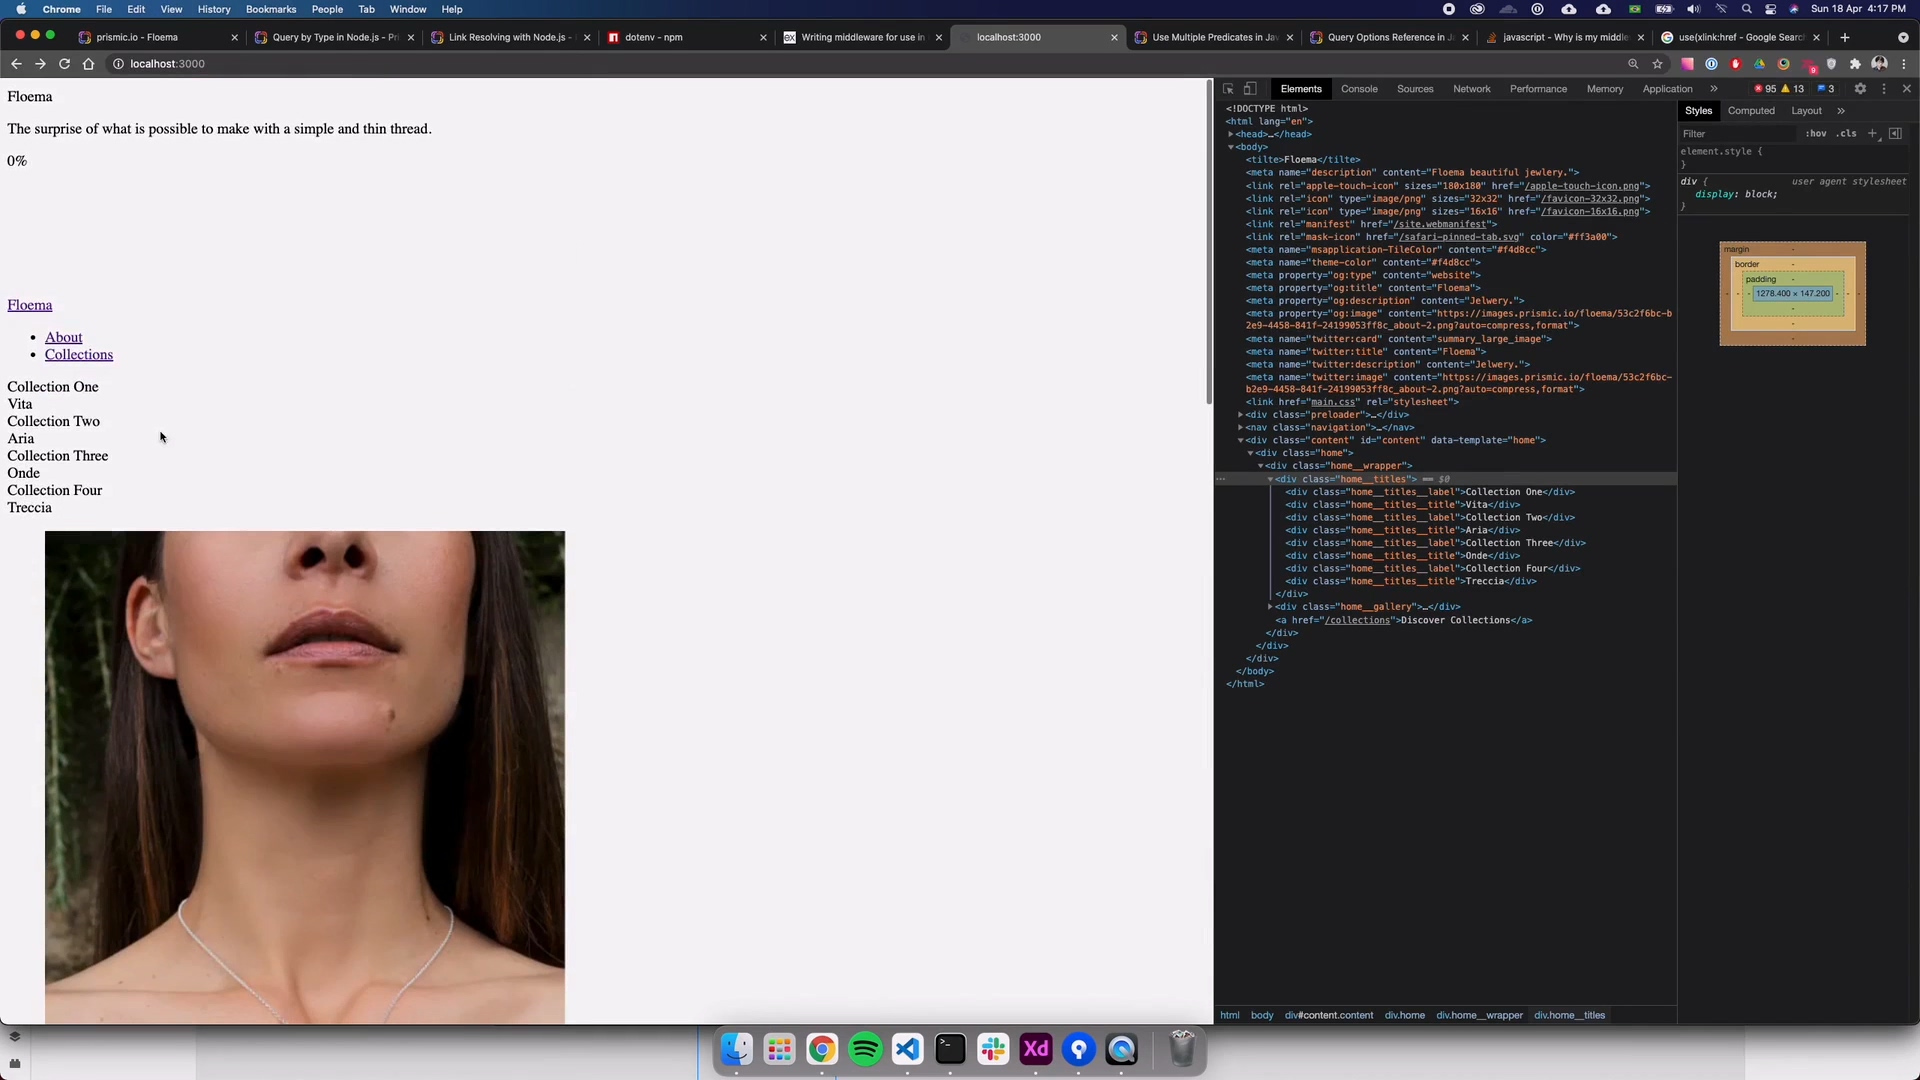 Chrome File Edit View History Bookmarks People Tab Window Help Sun 18 Apr 4:17 PM
prismic.io - Floema Query by Type in Node.js - Pri Link Resolving with Node.js - dotenv - npm Writing middleware for use in localhost:3000 Use Multiple Predicates in Jav Query Options Reference in J javascript - Why is my middle use(xlink:href - Google Searc
localhost:3000
Floema
The surprise of what is possible to make with a simple and thin thread.
0%
Floema
• About
• Collections
Collection One
Vita
Collection Two
Aria
Collection Three
Onde
Collection Four
Treccia
Elements Console Sources Network Performance Memory Application » 95 13 3
<!DOCTYPE html>
<html lang="en">
<head>…</head>
<body>
<tilte>Floema</tilte>
<meta name="description" content="Floema beautiful jewlery.">
<link rel="apple-touch-icon" sizes="180x180" href="/apple-touch-icon.png">
<link rel="icon" type="image/png" sizes="32x32" href="/favicon-32x32.png">
<link rel="icon" type="image/png" sizes="16x16" href="/favicon-16x16.png">
<link rel="manifest" href="/site.webmanifest">
<link rel="mask-icon" href="/safari-pinned-tab.svg" color="#ff3a00">
<meta name="msapplication-TileColor" content="#f4d8cc">
<meta name="theme-color" content="#f4d8cc">
<meta property="og:type" content="website">
<meta property="og:title" content="Floema">
<meta property="og:description" content="Jelwery.">
<meta property="og:image" content="https://images.prismic.io/floema/53c2f6bc-b
2e9-4458-841f-24199053ff8c_about-2.png?auto=compress,format">
<meta name="twitter:card" content="summary_large_image">
<meta name="twitter:title" content="Floema">
<meta name="twitter:description" content="Jelwery.">
<meta name="twitter:image" content="https://images.prismic.io/floema/53c2f6bc-
b2e9-4458-841f-24199053ff8c_about-2.png?auto=compress,format">
<link href="main.css" rel="stylesheet">
<div class="preloader">…</div>
<nav class="navigation">…</nav>
<div class="content" id="content" data-template="home">
<div class="home">
<div class="home__wrapper">
<div class="home__titles"> == $0
<div class="home__titles__label">Collection One</div>
<div class="home__titles__title">Vita</div>
<div class="home__titles__label">Collection Two</div>
<div class="home__titles__title">Aria</div>
<div class="home__titles__label">Collection Three</div>
<div class="home__titles__title">Onde</div>
<div class="home__titles__label">Collection Four</div>
<div class="home__titles__title">Treccia</div>
</div>
<div class="home__gallery">…</div>
<a href="/collections">Discover Collections</a>
</div>
</div>
</div>
</body>
</html>
html body div#content.content div.home div.home__wrapper div.home__titles
Styles Computed Layout »
Filter :hov .cls +
element.style {
}
div { user agent stylesheet
display: block;
}
margin -
border -
padding -
- - - 1278.400 × 147.200 - - -
-
-
-
>_ Xd